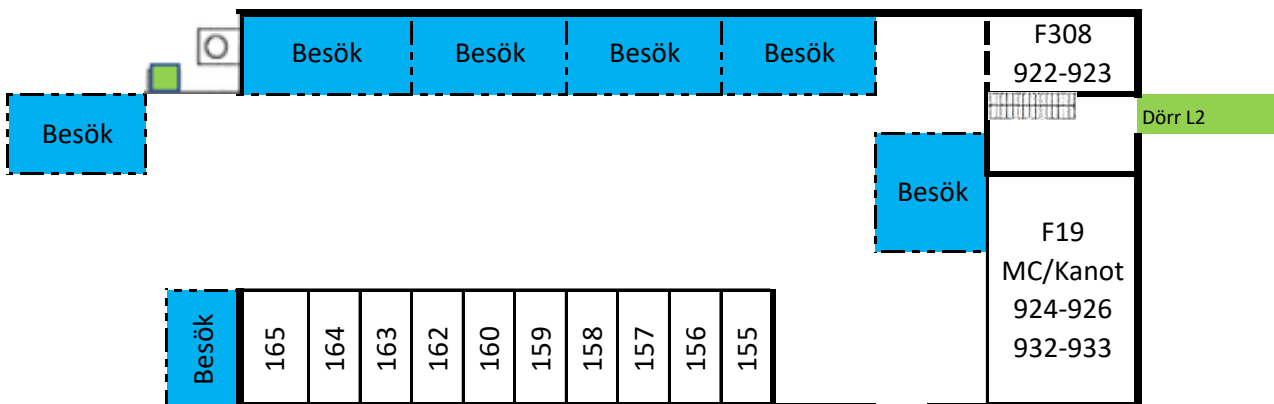 Besök
Besök
Besök
Besök
F308
922-923
Dörr L2
Besök
Besök
F19
MC/Kanot
924-926
932-933
Besök
165
164
163
162
160
159
158
157
156
155